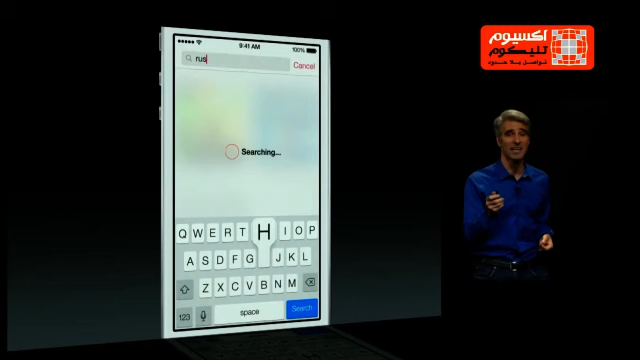 9:41 AM
100%
rus
Cancel
Searching...
Q W E R T H I O P
A S D F G J K L
Z X C V B N M
123
space
Search
اكسيوم
تليكوم
تواصل بلا حدود